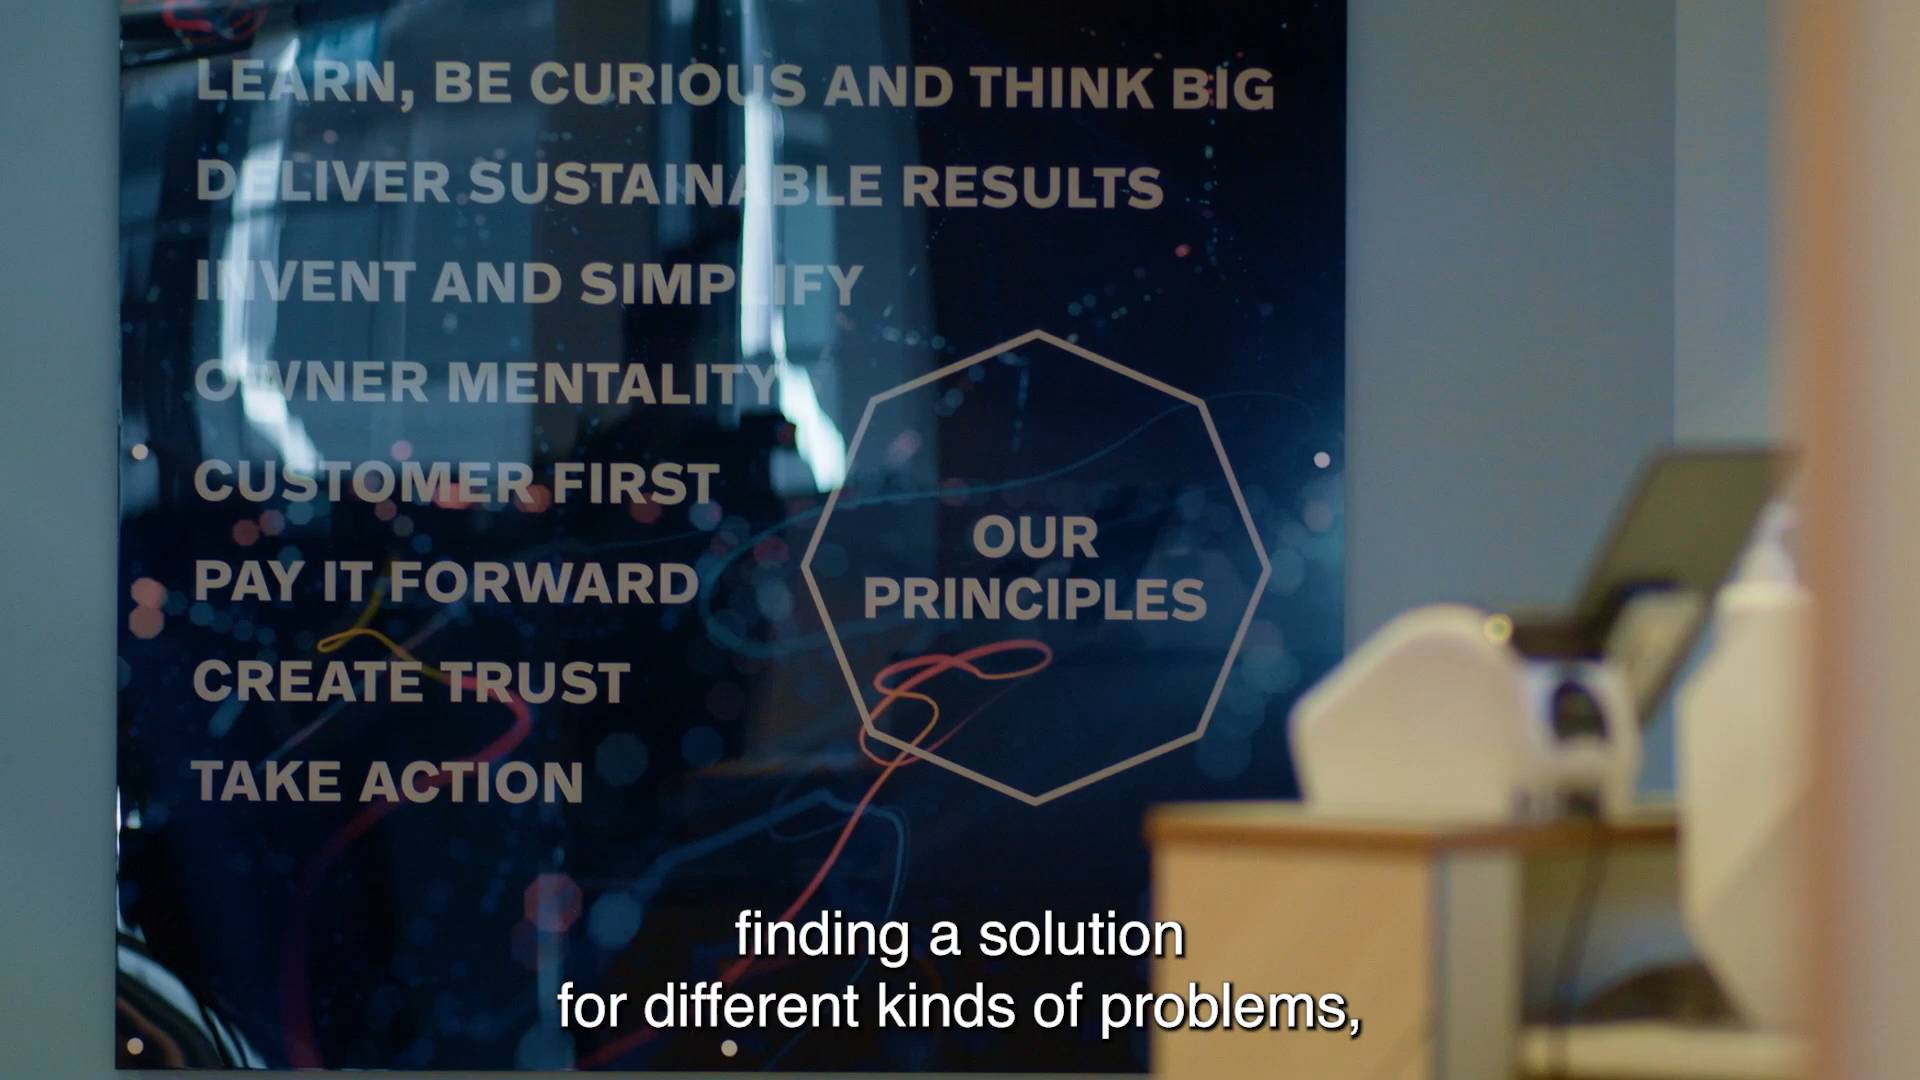 LEARN, BE CURIOUS AND THINK BIG
DELIVER SUSTAINABLE RESULTS
INVENT AND SIMPLIFY
OWNER MENTALITY
CUSTOMER FIRST
PAY IT FORWARD
CREATE TRUST
TAKE ACTION
OUR
PRINCIPLES
finding a solution
for different kinds of problems,